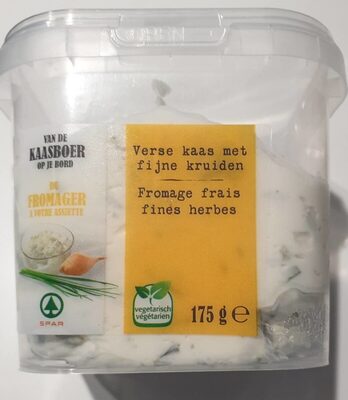 VAN DE
KAASBOER
OP JE BORD
DU
FROMAGER
À VOTRE ASSIETTE
SPAR
Verse kaas met
fijne kruiden
Fromage frais
fines herbes
vegetarisch
végétarien
175 g e